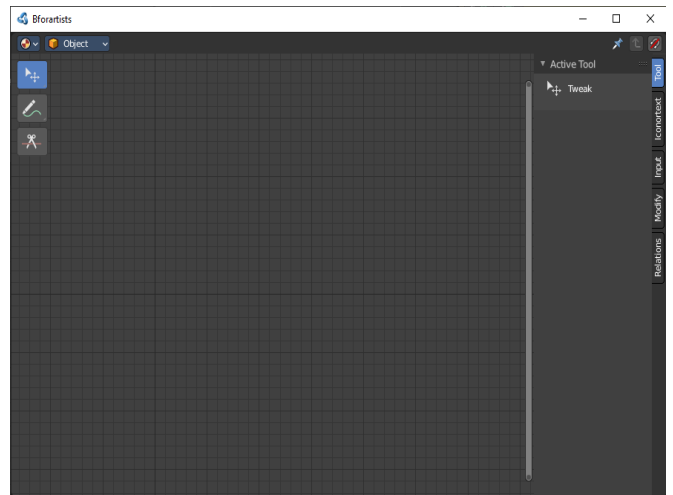 Bforartists
Object
Active Tool
Tweak
Tool
Iconortext
Input
Modify
Relations